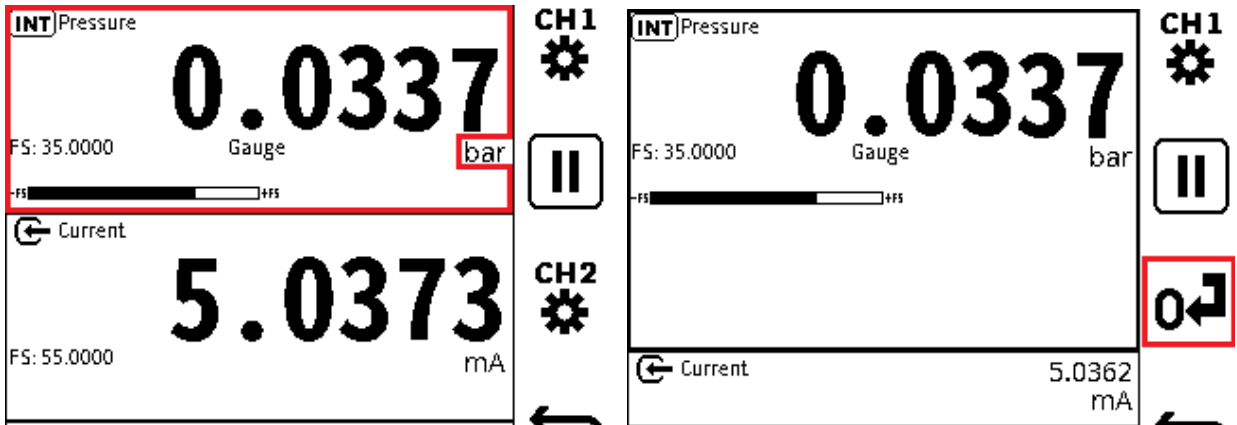 INT Pressure
0.0337
FS: 35.0000 Gauge bar
-FS +FS
Current
5.0373
FS: 55.0000 mA
CH1
CH2
INT Pressure
0.0337
FS: 35.0000 Gauge bar
-FS +FS
Current 5.0362
mA
CH1
0